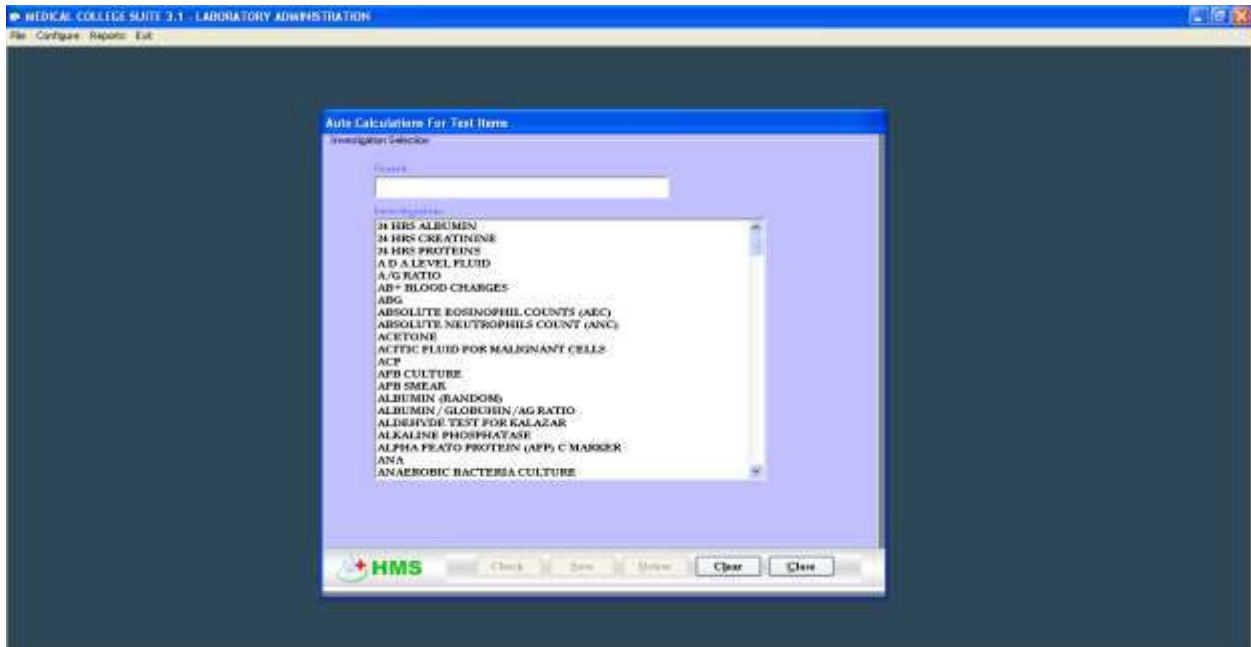 MEDICAL COLLEGE SUITE 3.1 - LABORATORY ADMINISTRATION
File Configure Reports Exit
Auto Calculations For Test Items
Investigation Selection
Search
Investigations
24 HRS ALBUMIN
24 HRS CREATININE
24 HRS PROTEINS
A D A LEVEL FLUID
A/G RATIO
AB+ BLOOD CHARGES
ABG
ABSOLUTE EOSINOPHIL COUNTS (AEC)
ABSOLUTE NEUTROPHILS COUNT (ANC)
ACETONE
ACITIC FLUID FOR MALIGNANT CELLS
ACP
AFB CULTURE
AFB SMEAR
ALBUMIN (RANDOM)
ALBUMIN / GLOBUHIN /AG RATIO
ALDEHYDE TEST FOR KALAZAR
ALKALINE PHOSPHATASE
ALPHA FEATO PROTEIN (AFP) C MARKER
ANA
ANAEROBIC BACTERIA CULTURE
HMS Check Save Delete Clear Close